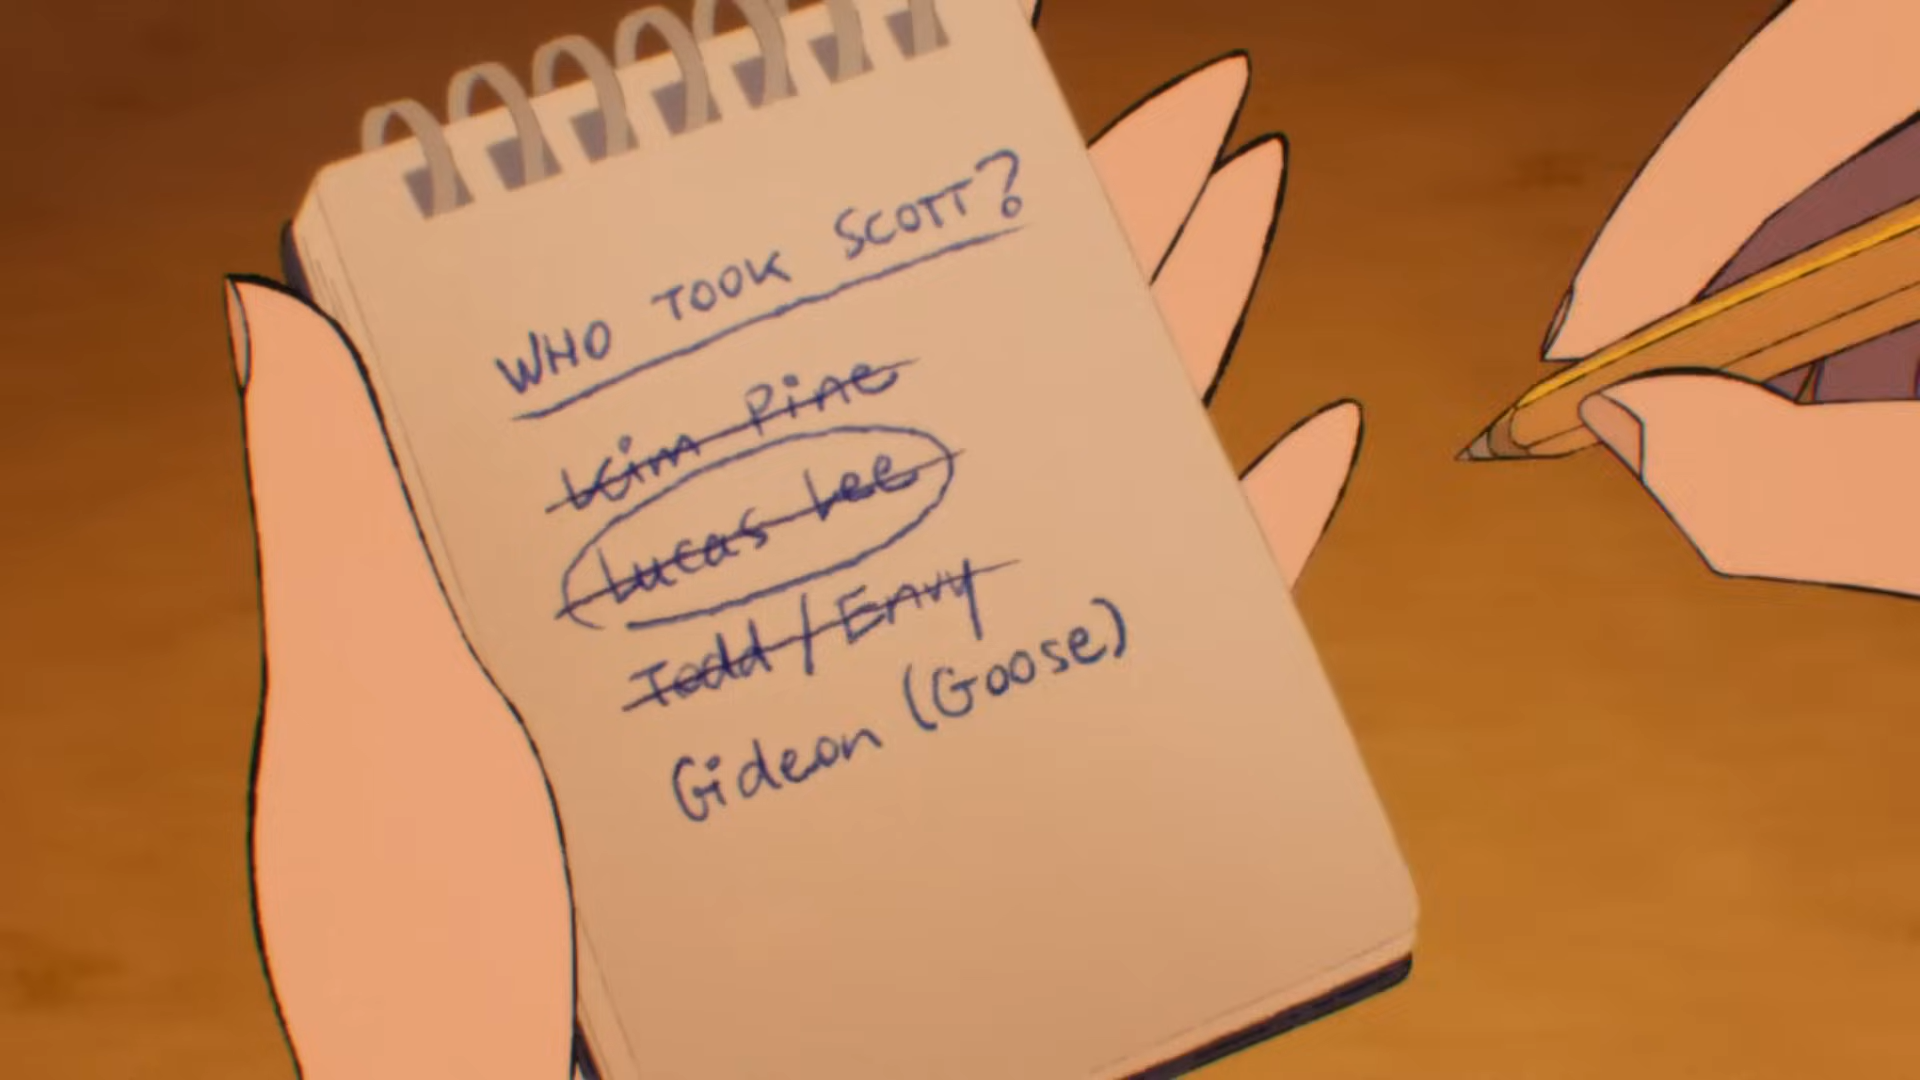 WHO TOOK SCOTT?
Kim Pine
Lucas Lee
Todd / Envy
Gideon (Goose)